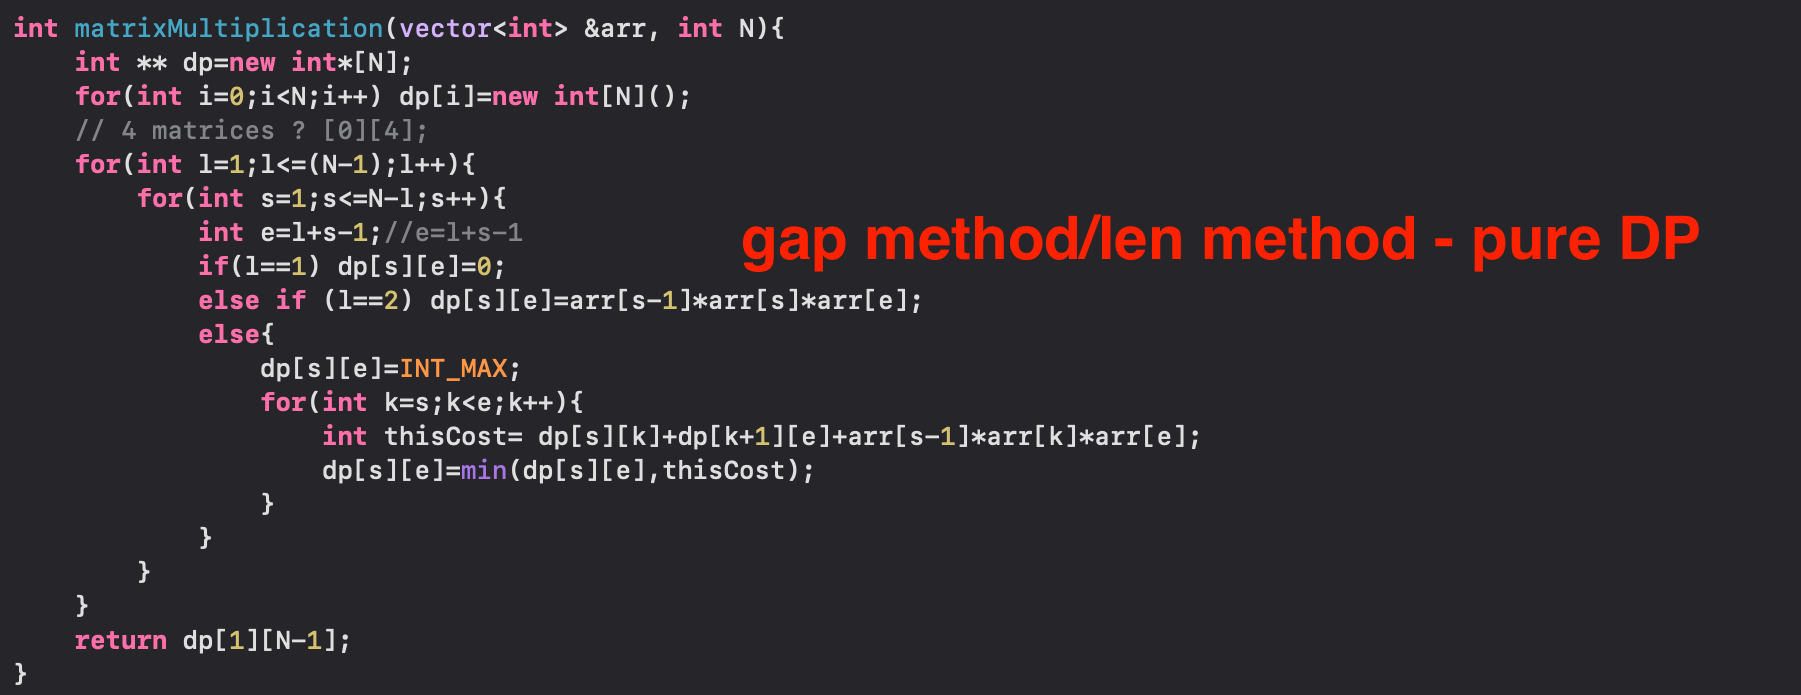 int matrixMultiplication(vector<int> &arr, int N){
    int ** dp=new int*[N];
    for(int i=0;i<N;i++) dp[i]=new int[N]();
    // 4 matrices ? [0][4];
    for(int l=1;l<=(N-1);l++){
        for(int s=1;s<=N-l;s++){
            int e=l+s-1;//e=l+s-1
gap method/len method - pure DP
            if(l==1) dp[s][e]=0;
            else if (l==2) dp[s][e]=arr[s-1]*arr[s]*arr[e];
            else{
                dp[s][e]=INT_MAX;
                for(int k=s;k<e;k++){
                    int thisCost= dp[s][k]+dp[k+1][e]+arr[s-1]*arr[k]*arr[e];
                    dp[s][e]=min(dp[s][e],thisCost);
                }
            }
        }
    }
    return dp[1][N-1];
}